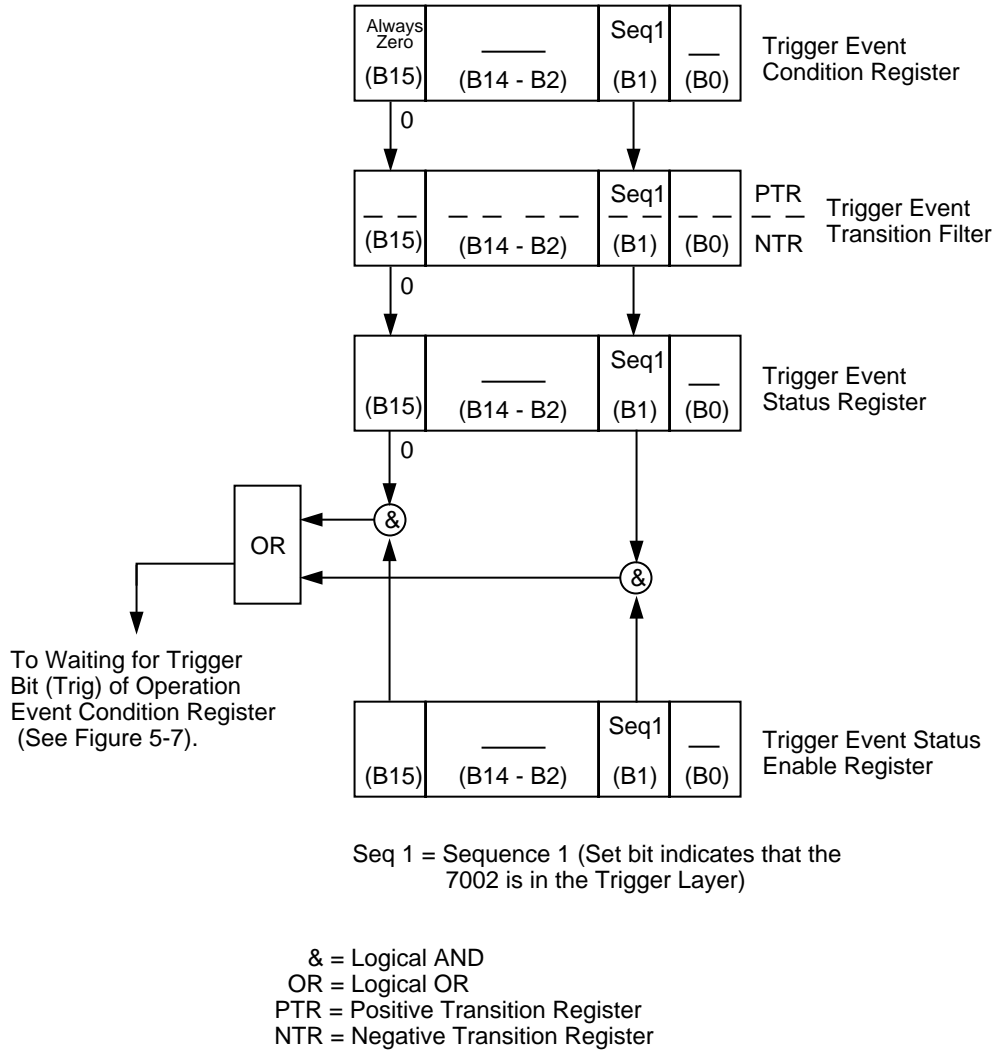 Always
Zero
(B15)
(B14 - B2)
Seq1
(B1)
(B0)
Trigger Event
Condition Register
0
(B15)
(B14 - B2)
Seq1
(B1)
(B0)
PTR
NTR
Trigger Event
Transition Filter
0
(B15)
(B14 - B2)
Seq1
(B1)
(B0)
Trigger Event
Status Register
0
&
OR
&
To Waiting for Trigger
Bit (Trig) of Operation
Event Condition Register
(See Figure 5-7).
(B15)
(B14 - B2)
Seq1
(B1)
(B0)
Trigger Event Status
Enable Register
Seq 1 = Sequence 1 (Set bit indicates that the
7002 is in the Trigger Layer)
& = Logical AND
OR = Logical OR
PTR = Positive Transition Register
NTR = Negative Transition Register